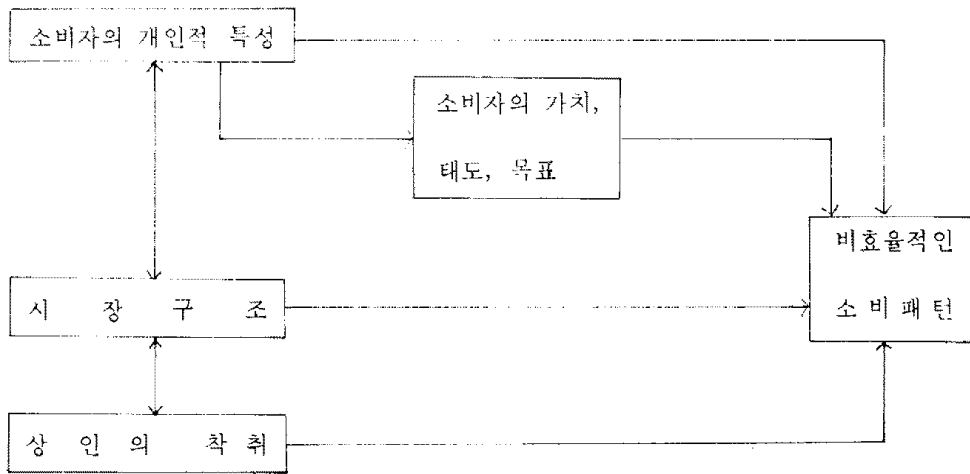 소비자의 개인적 특성
소비자의 가치,
태도, 목표
비효율적인
소비패턴
시 장 구 조
상 인 의 착 취